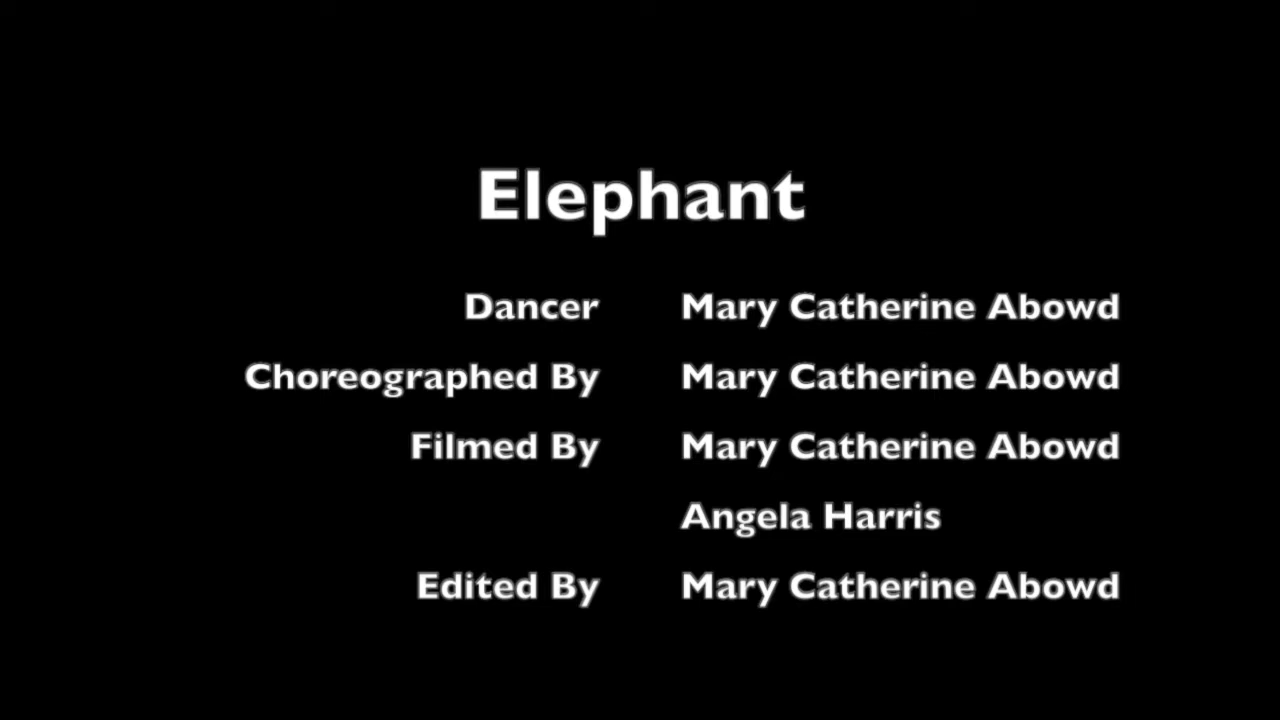 Elephant
Dancer Mary Catherine Abowd
Choreographed By Mary Catherine Abowd
Filmed By Mary Catherine Abowd
Angela Harris
Edited By Mary Catherine Abowd